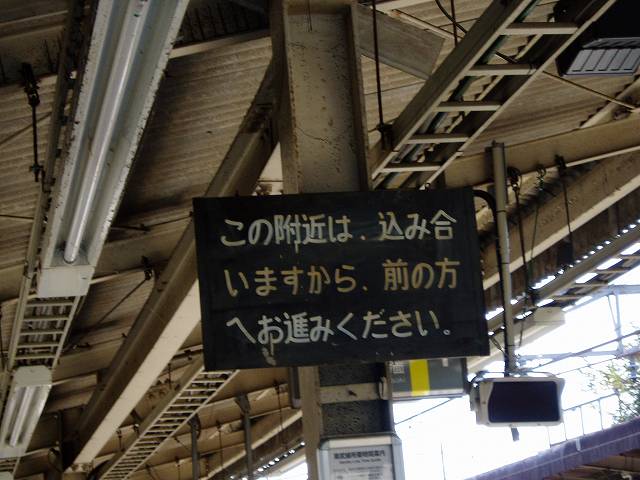 この附近は、込み合
いますから、前の方
へお進みください。